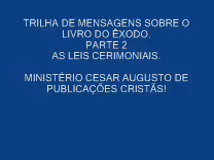 TRILHA DE MENSAGENS SOBRE O
LIVRO DO ÊXODO.
PARTE 2
AS LEIS CERIMONIAIS.
MINISTÉRIO CESAR AUGUSTO DE
PUBLICAÇÕES CRISTÃS!